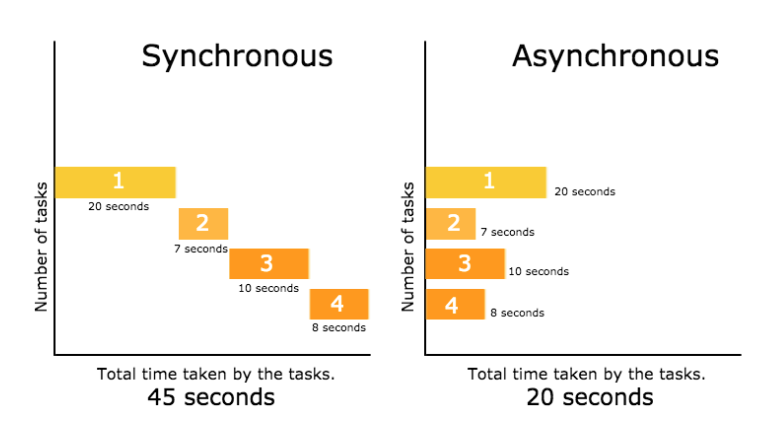 Synchronous
Number of tasks
1
20 seconds
2
7 seconds
3
10 seconds
4
8 seconds
Total time taken by the tasks.
45 seconds
Asynchronous
Number of tasks
1
20 seconds
2
7 seconds
3
10 seconds
4
8 seconds
Total time taken by the tasks.
20 seconds